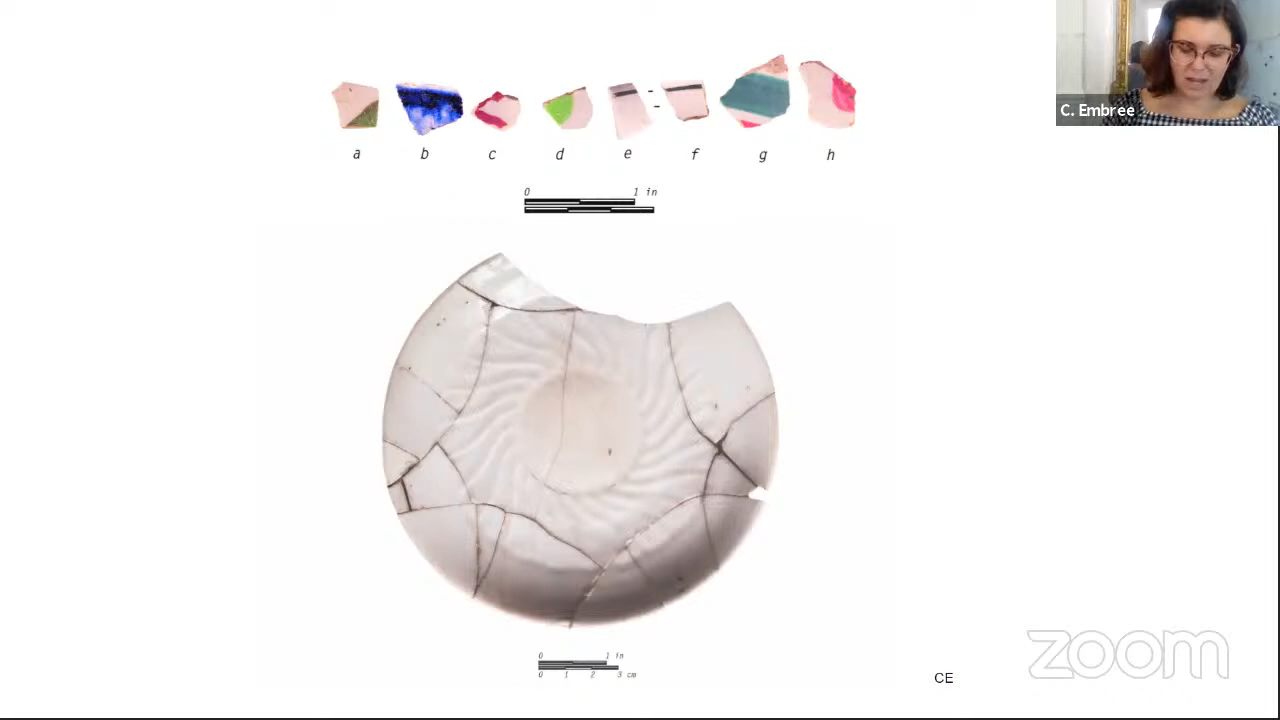 C. Embree
a b c d e f g h
0 1 in
0 1 in
0 1 2 3 cm
CE
zoom